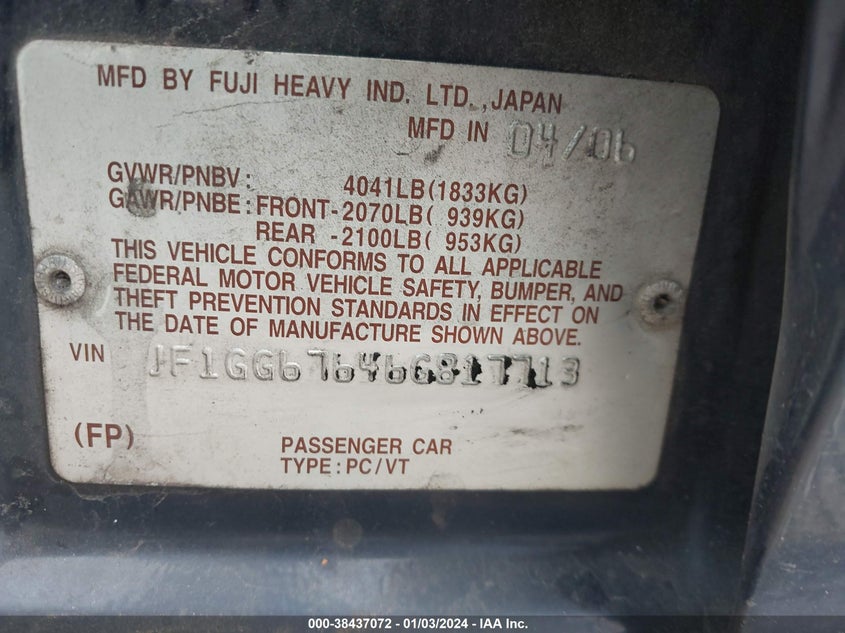 MFD BY FUJI HEAVY IND. LTD.,JAPAN
MFD IN 04/06
GVWR/PNBV: 4041LB(1833KG)
GAWR/PNBE: FRONT-2070LB( 939KG)
REAR -2100LB( 953KG)
THIS VEHICLE CONFORMS TO ALL APPLICABLE
FEDERAL MOTOR VEHICLE SAFETY, BUMPER, AND
THEFT PREVENTION STANDARDS IN EFFECT ON
THE DATE OF MANUFACTURE SHOWN ABOVE.
VIN JF1GG67646G817713
(FP)
PASSENGER CAR
TYPE:PC/VT
000-38437072 - 01/03/2024 - IAA Inc.